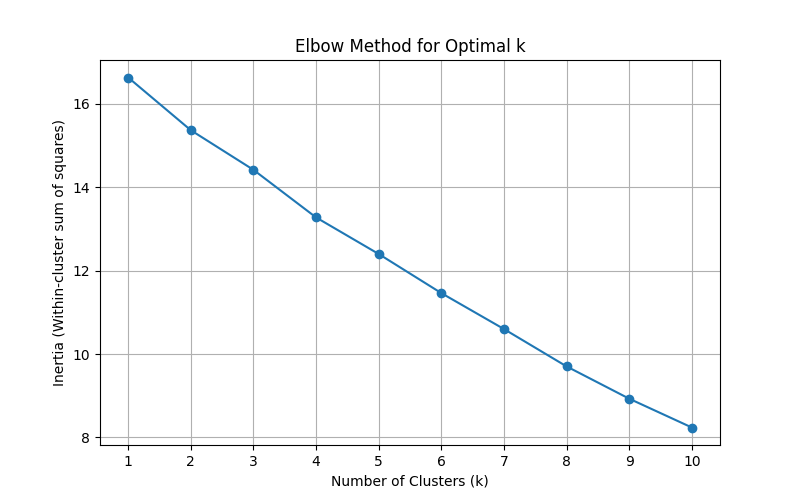 Elbow Method for Optimal k
Inertia (Within-cluster sum of squares)
16
14
12
10
8
1 2 3 4 5 6 7 8 9 10
Number of Clusters (k)